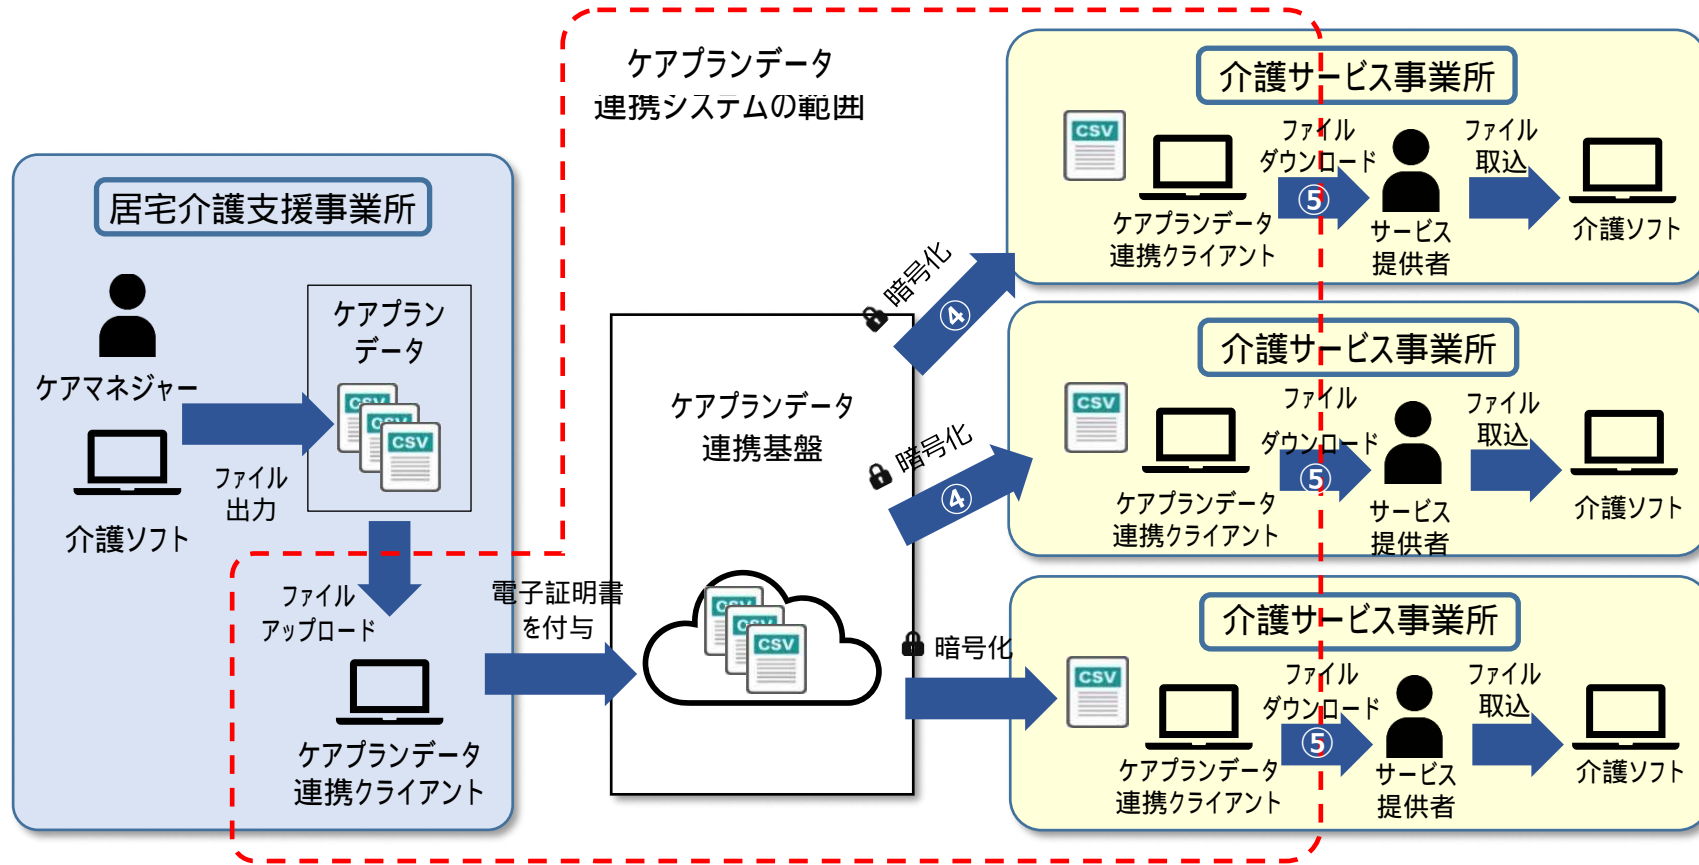 ケアプランデータ
連携システムの範囲
居宅介護支援事業所
ケアマネジャー
介護ソフト
ファイル
出力
ケアプラン
データ
CSV
CSV
CSV
ファイル
アップロード
ケアプランデータ
連携クライアント
電子証明書
を付与
ケアプランデータ
連携基盤
CSV
CSV
CSV
暗号化
④
暗号化
④
暗号化
介護サービス事業所
CSV
ケアプランデータ
連携クライアント
ファイル
ダウンロード
⑤
サービス
提供者
ファイル
取込
介護ソフト
介護サービス事業所
CSV
ケアプランデータ
連携クライアント
ファイル
ダウンロード
⑤
サービス
提供者
ファイル
取込
介護ソフト
介護サービス事業所
CSV
ケアプランデータ
連携クライアント
ファイル
ダウンロード
⑤
サービス
提供者
ファイル
取込
介護ソフト